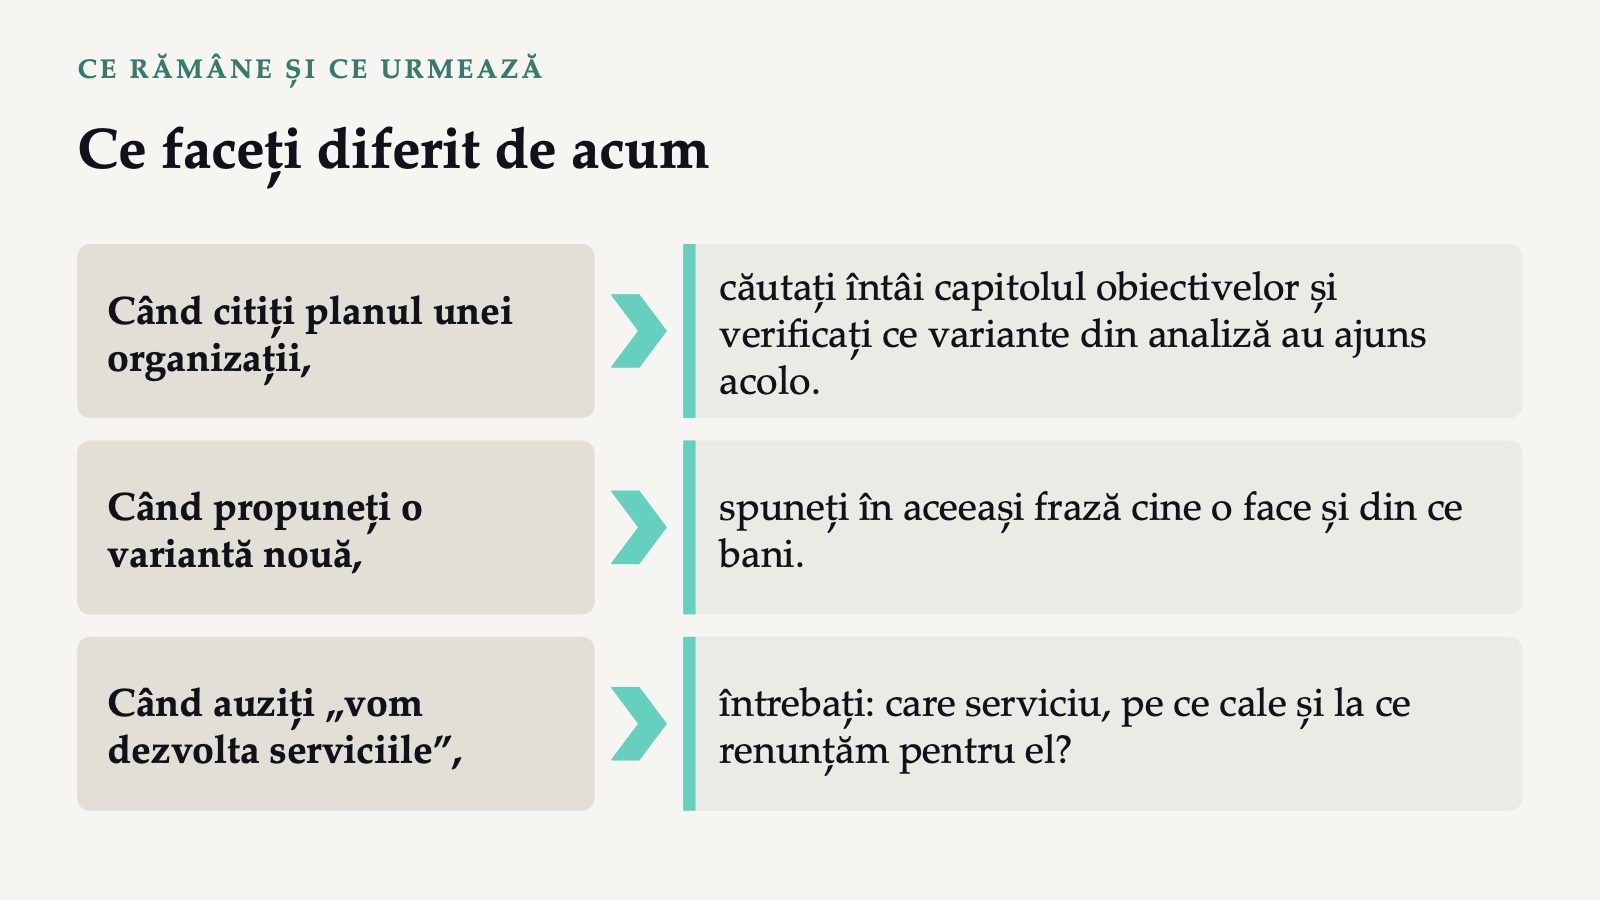 CE RĂMÂNE ȘI CE URMEAZĂ
Ce faceți diferit de acum
Când citiți planul unei
organizații,
căutați întâi capitolul obiectivelor și
verificați ce variante din analiză au ajuns
acolo.
Când propuneți o
variantă nouă,
spuneți în aceeași frază cine o face și din ce
bani.
Când auziți „vom
dezvolta serviciile”,
întrebați: care serviciu, pe ce cale și la ce
renunțăm pentru el?